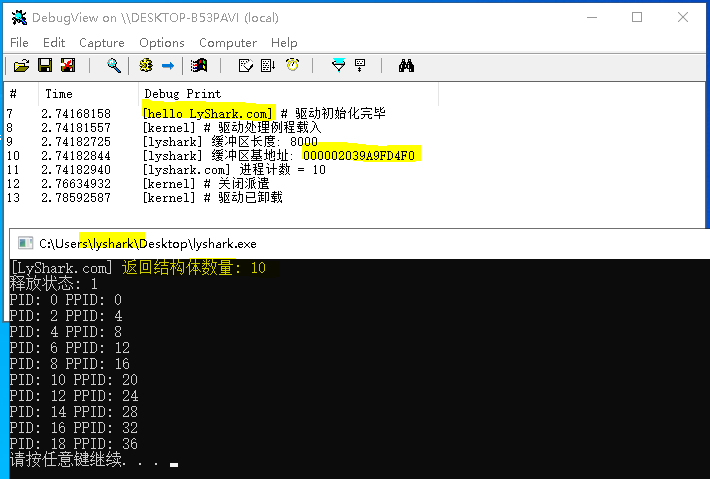 DebugView on \\DESKTOP-B53PAVI (local)
File Edit Capture Options Computer Help
# Time Debug Print
7 2.74168158 [hello LyShark.com] # 驱动初始化完毕
8 2.74181557 [kernel] # 驱动处理例程载入
9 2.74182725 [lyshark] 缓冲区长度: 8000
10 2.74182844 [lyshark] 缓冲区基地址: 000002039A9FD4F0
11 2.74182940 [lyshark.com] 进程计数 = 10
12 2.76634932 [kernel] # 关闭派遣
13 2.78592587 [kernel] # 驱动已卸载
C:\Users\lyshark\Desktop\lyshark.exe
[LyShark.com] 返回结构体数量: 10
释放状态: 1
PID: 0 PPID: 0
PID: 2 PPID: 4
PID: 4 PPID: 8
PID: 6 PPID: 12
PID: 8 PPID: 16
PID: 10 PPID: 20
PID: 12 PPID: 24
PID: 14 PPID: 28
PID: 16 PPID: 32
PID: 18 PPID: 36
请按任意键继续. . .